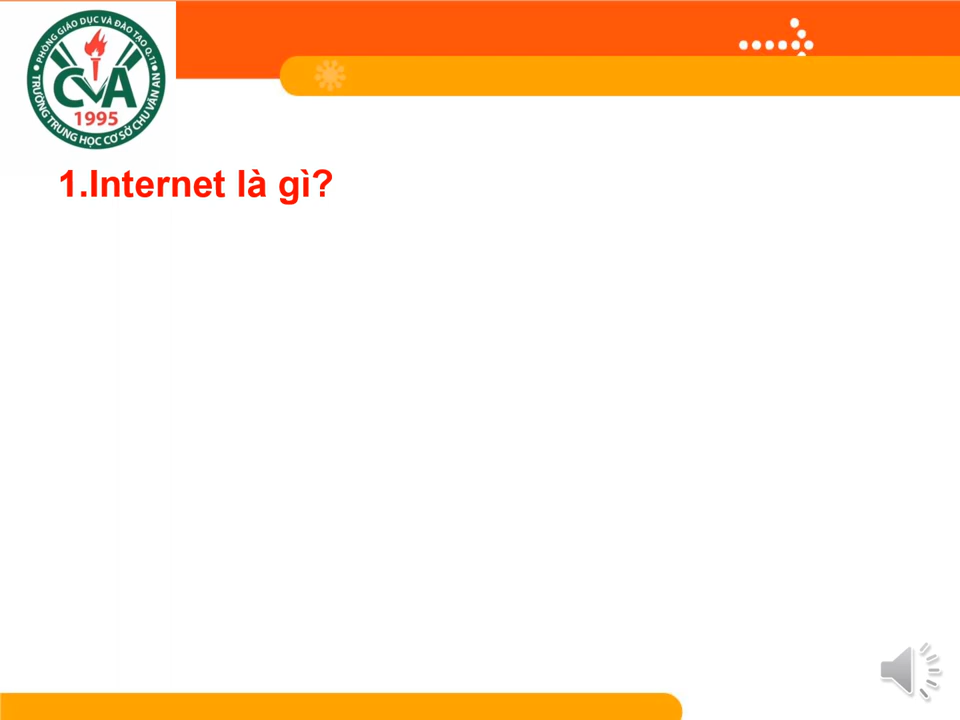 PHÒNG GIÁO DỤC VÀ ĐÀO TẠO Q.11
CVA
1995
TRƯỜNG TRUNG HỌC CƠ SỞ CHU VĂN AN
1.Internet là gì?